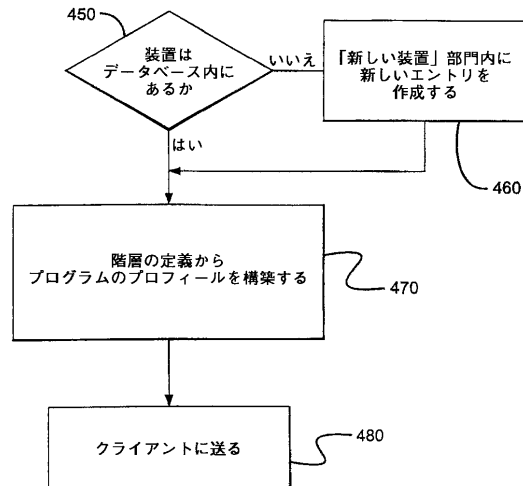 450
装置は
データベース内に
あるか
いいえ
「新しい装置」部門内に
新しいエントリを
作成する
はい
460
階層の定義から
プログラムのプロフィールを構築する
470
クライアントに送る
480